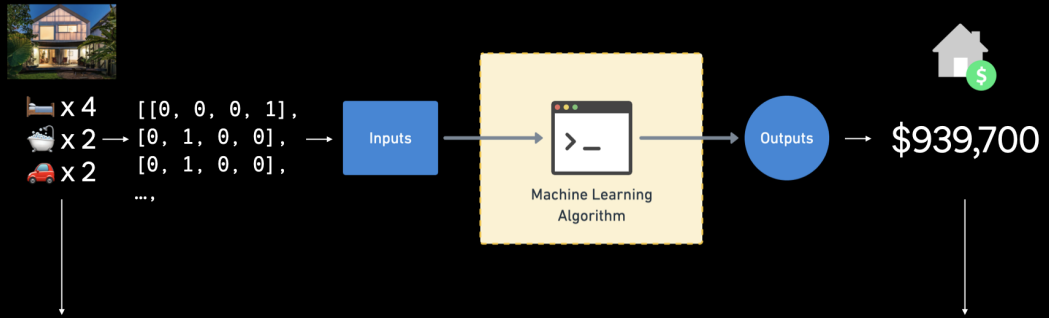 x 4
x 2
x 2
[[0, 0, 0, 1],
[0, 1, 0, 0],
[0, 1, 0, 0],
…,
Inputs
>_
Machine Learning
Algorithm
Outputs
$
$939,700